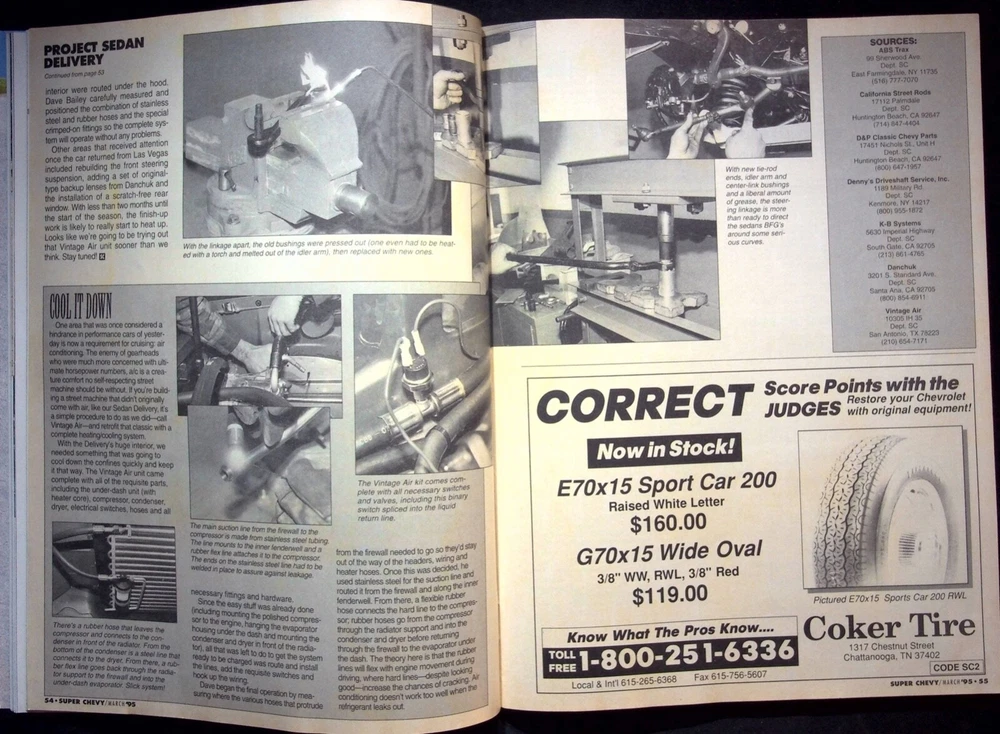 PROJECT SEDAN
DELIVERY
Continued from page 53
interior were routed under the hood.
Dave Bailey carefully measured and
positioned the combination of stainless
steel and rubber hoses and the special
crimped-on fittings so the complete sys-
tem will operate without any problems.
Other areas that received attention
once the car returned from Las Vegas
included rebuilding the front steering
suspension, adding a set of original-
type backup lenses from Danchuk and
the installation of a scratch-free rear
window. With less than two months until
the start of the season, the finish-up
work is likely to really start to heat up.
Looks like we're going to be trying out
that Vintage Air unit sooner than we
think. Stay tuned!
With the linkage apart, the old bushings were pressed out (one even had to be heat-
ed with a torch and melted out of the idler arm), then replaced with new ones.
COOL IT DOWN
One area that was once considered a
hindrance in performance cars of yester-
day is now a requirement for cruising: air
conditioning. The enemy of gearheads
who were much more concerned with ulti-
mate horsepower numbers, a/c is a crea-
ture comfort no self-respecting street
machine should be without. If you're build-
ing a street machine that didn't originally
come with air, like our Sedan Delivery, it's
a simple procedure to do as we did—call
Vintage Air—and retrofit that classic with a
complete heating/cooling system.
With the Delivery's huge interior, we
needed something that was going to
cool down the confines quickly and keep
it that way. The Vintage Air unit came
complete with all of the requisite parts,
including the under-dash unit (with
heater core), compressor, condenser,
dryer, electrical switches, hoses and all
There's a rubber hose that leaves the
compressor and connects to the con-
denser in front of the radiator. From the
bottom of the condenser is a steel line that
connects it to the dryer. From there, a rub-
ber flex line goes back through the radia-
tor support to the firewall and into the
under-dash evaporator. Slick system!
The main suction line from the firewall to the
compressor is made from stainless steel tubing.
The line mounts to the inner fenderwell and a
rubber flex line attaches it to the compressor.
The ends on the stainless steel line had to be
welded in place to assure against leakage.
necessary fittings and hardware.
Since the easy stuff was already done
(including mounting the polished compres-
sor to the engine, hanging the evaporator
housing under the dash and mounting the
condenser and dryer in front of the radia-
tor), all that was left to do to get the system
ready to be charged was route and install
the lines, add the requisite switches and
hook up the wiring.
Dave began the final operation by mea-
suring where the various hoses that protrude
The Vintage Air kit comes com-
plete with all necessary switches
and valves, including this binary
switch spliced into the liquid
return line.
from the firewall needed to go so they'd stay
out of the way of the headers, wiring and
heater hoses. Once this was decided, he
used stainless steel for the suction line and
routed it from the firewall and along the inner
fenderwell. From there, a flexible rubber
hose connects the hard line to the compres-
sor; rubber hoses go from the compressor
through the radiator support and into the
condenser and dryer before returning
through the firewall to the evaporator under
the dash. The theory here is that the rubber
lines will flex with engine movement during
driving, where hard lines—despite looking
good—increase the chances of cracking. Air
conditioning doesn't work too well when the
refrigerant leaks out.
54 • SUPER CHEVY/MARCH '95
With new tie-rod
ends, idler arm and
center-link bushings
and a liberal amount
of grease, the steer-
ing linkage is more
than ready to direct
the sedans BFG's
around some seri-
ous curves.
SOURCES:
ABS Trax
99 Sherwood Ave.
Dept. SC
East Farmingdale, NY 11735
(516) 777-7070
California Street Rods
17112 Palmdale
Dept. SC
Huntington Beach, CA 92647
(714) 847-4404
D&P Classic Chevy Parts
17451 Nichols St., Unit H
Dept. SC
Huntington Beach, CA 92647
(800) 647-1957
Denny's Driveshaft Service, Inc.
1189 Military Rd.
Dept. SC
Kenmore, NY 14217
(800) 955-1872
K-B Systems
5630 Imperial Highway
Dept. SC
South Gate, CA 92705
(213) 861-4765
Danchuk
3201 S. Standard Ave.
Dept. SC
Santa Ana, CA 92705
(800) 854-6911
Vintage Air
10305 IH 35
Dept. SC
San Antonio, TX 78223
(210) 654-7171
CORRECT
Score Points with the
JUDGES Restore your Chevrolet
with original equipment!
Now in Stock!
E70x15 Sport Car 200
Raised White Letter
$160.00
G70x15 Wide Oval
3/8" WW, RWL, 3/8" Red
$119.00
Pictured E70x15 Sports Car 200 RWL
Know What The Pros Know....
TOLL FREE 1-800-251-6336
Local & Int'l 615-265-6368 Fax 615-756-5607
Coker Tire
1317 Chestnut Street
Chattanooga, TN 37402
CODE SC2
SUPER CHEVY/MARCH '95 • 55